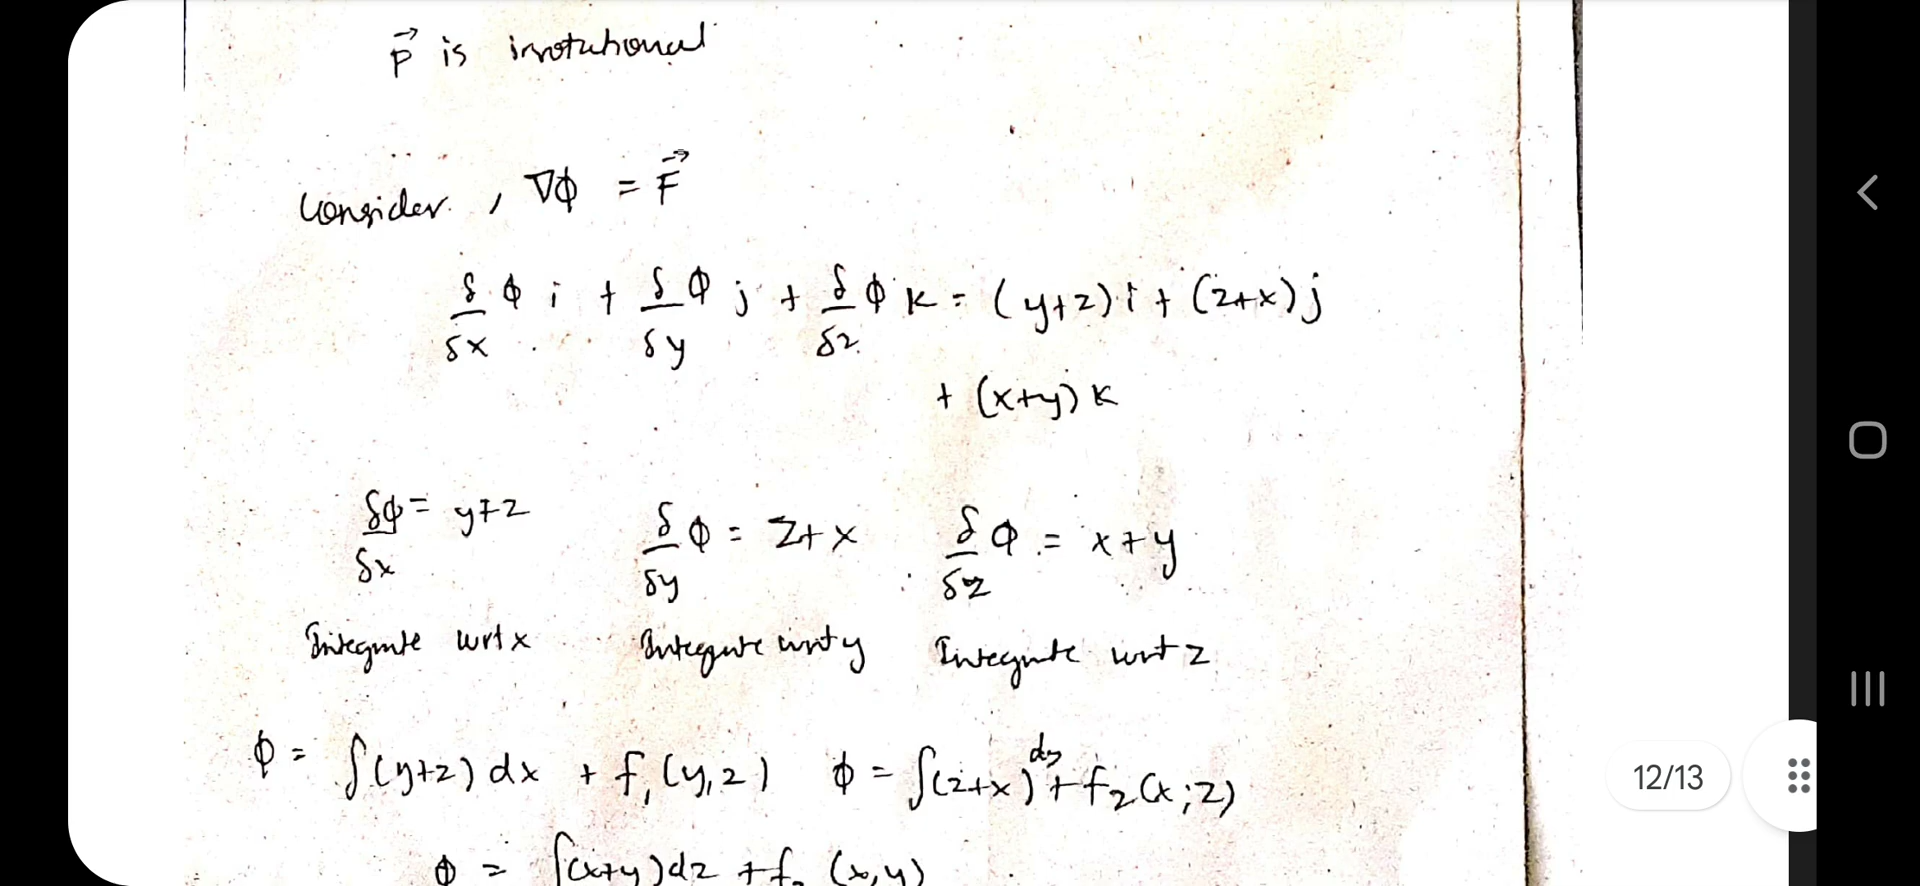 F⃗ is irrotational
Consider , ∇φ = F⃗
δ/δx φ i + δ/δy φ j + δ/δz φ k = (y+z) i + (z+x) j
+ (x+y) k
δφ/δx = y+z   δ/δy φ = z+x   δ/δz φ = x+y
Integrate wrt x   Integrate wrt y   Integrate wrt z
φ = ∫(y+z) dx + f₁(y,z)   φ = ∫(z+x) dy + f₂(x;z)
φ = ∫(x+y)dz + f₃ (x,y)
12/13